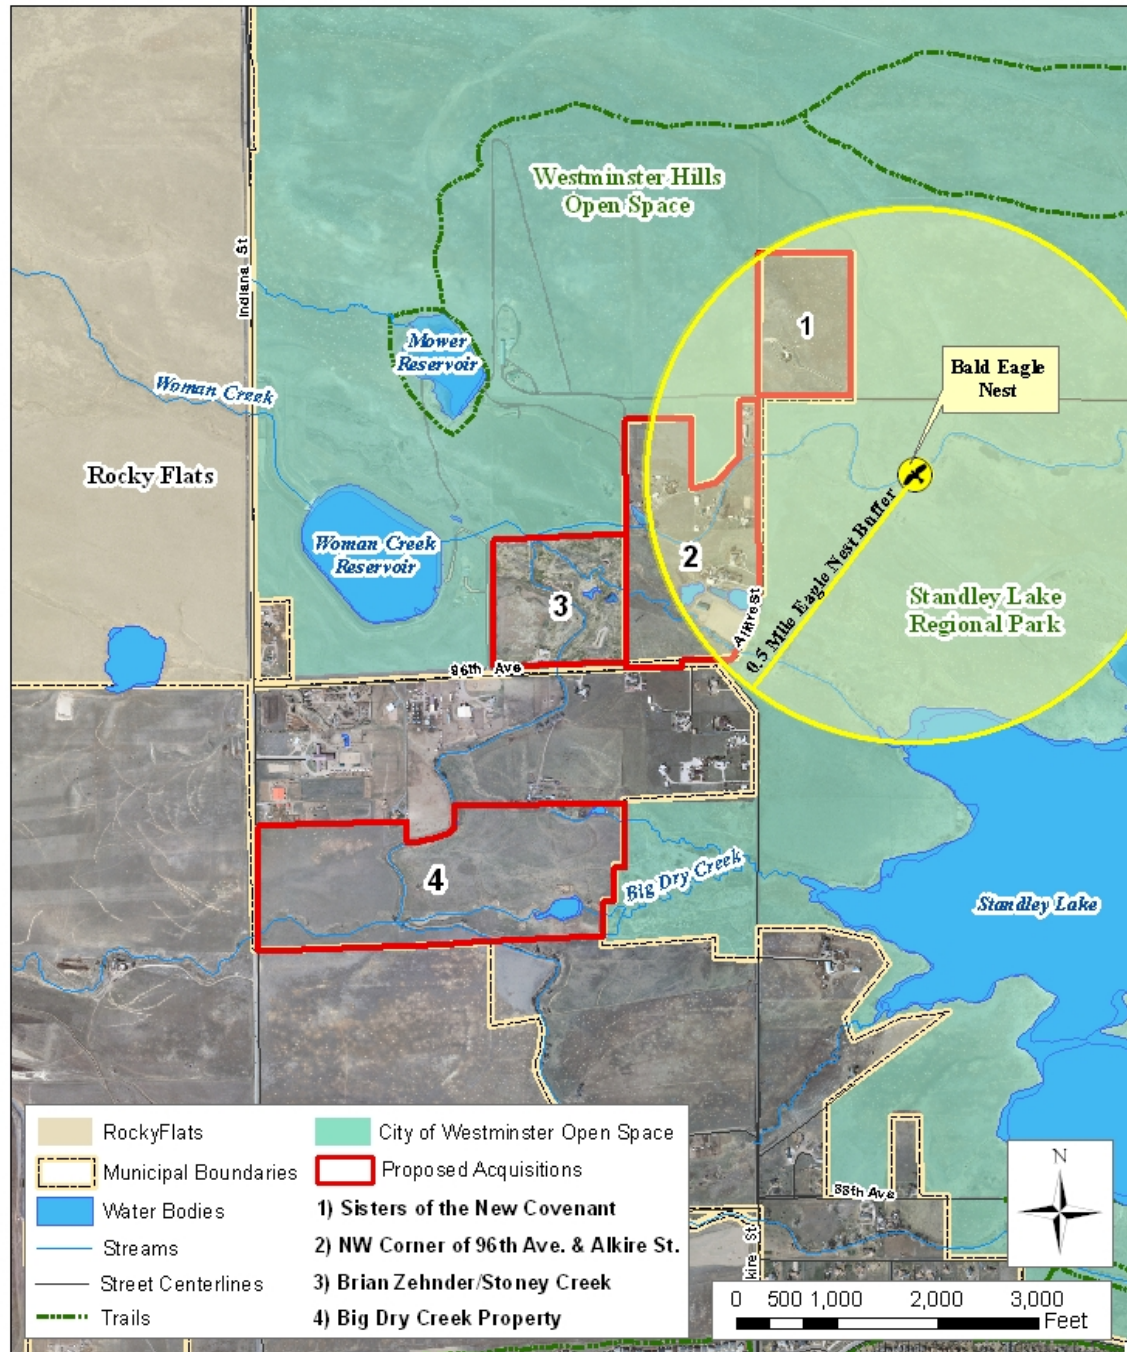 Westminster Hills
Open Space
Indiana St
1
Mower
Reservoir
Bald Eagle
Nest
Woman Creek
Rocky Flats
Woman Creek
Reservoir
2
0.5 Mile Eagle Nest Buffer
3
Alkire St
Standley Lake
Regional Park
96th Ave
4
Big Dry Creek
Standley Lake
RockyFlats
Municipal Boundaries
Water Bodies
Streams
Street Centerlines
Trails
City of Westminster Open Space
Proposed Acquisitions
1) Sisters of the New Covenant
2) NW Corner of 96th Ave. & Alkire St.
3) Brian Zehnder/Stoney Creek
4) Big Dry Creek Property
88th Ave
kire St
N
0 500 1,000 2,000 3,000
Feet